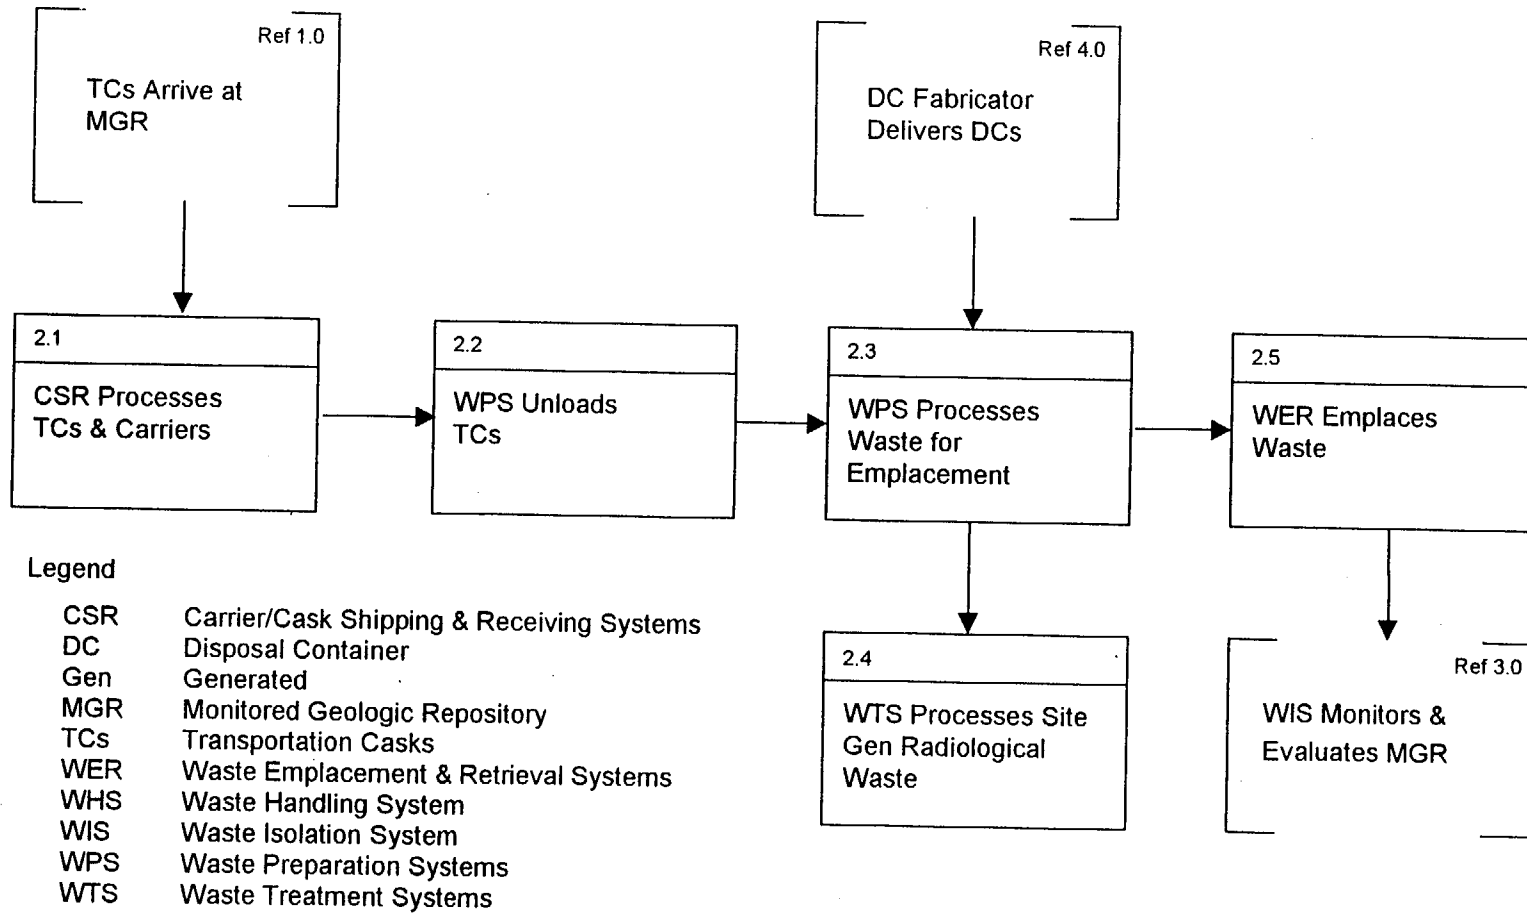 Ref 1.0
TCs Arrive at
MGR
Ref 4.0
DC Fabricator
Delivers DCs
2.1
CSR Processes
TCs & Carriers
2.2
WPS Unloads
TCs
2.3
WPS Processes
Waste for
Emplacement
2.5
WER Emplaces
Waste
2.4
WTS Processes Site
Gen Radiological
Waste
Ref 3.0
WIS Monitors &
Evaluates MGR
Legend
CSR Carrier/Cask Shipping & Receiving Systems
DC Disposal Container
Gen Generated
MGR Monitored Geologic Repository
TCs Transportation Casks
WER Waste Emplacement & Retrieval Systems
WHS Waste Handling System
WIS Waste Isolation System
WPS Waste Preparation Systems
WTS Waste Treatment Systems